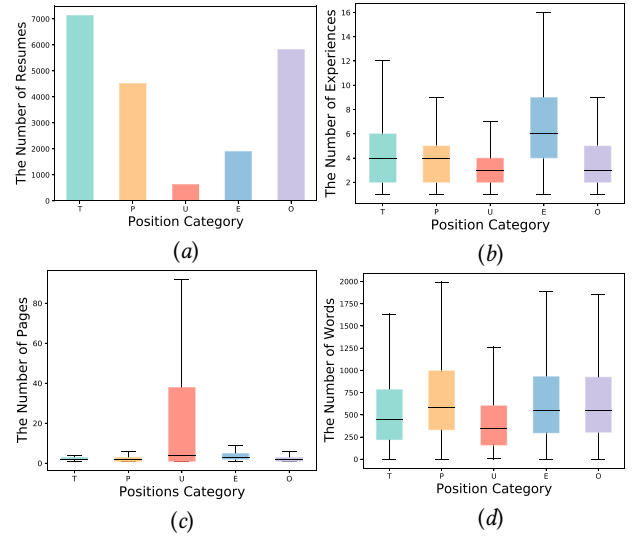 The Number of Resumes
7000
6000
5000
4000
3000
2000
1000
0
T P U E O
Position Category
(a)
The Number of Experiences
16
14
12
10
8
6
4
2
T P U E O
Position Category
(b)
The Number of Pages
80
60
40
20
0
T P U E O
Positions Category
(c)
The Number of Words
2000
1750
1500
1250
1000
750
500
250
0
T P U E O
Position Category
(d)